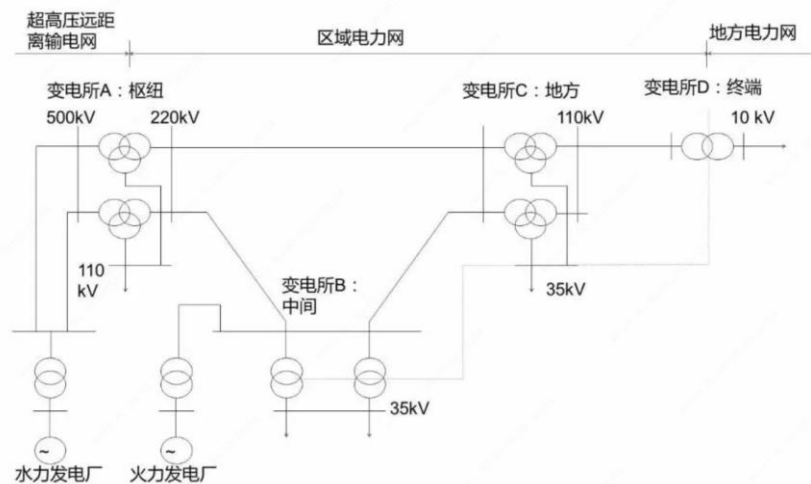 超高压远距
离输电网
区域电力网
地方电力网
变电所A：枢纽
变电所C：地方
变电所D：终端
500kV
220kV
110kV
10 kV
110
kV
变电所B：
中间
35kV
35kV
~
~
水力发电厂
火力发电厂